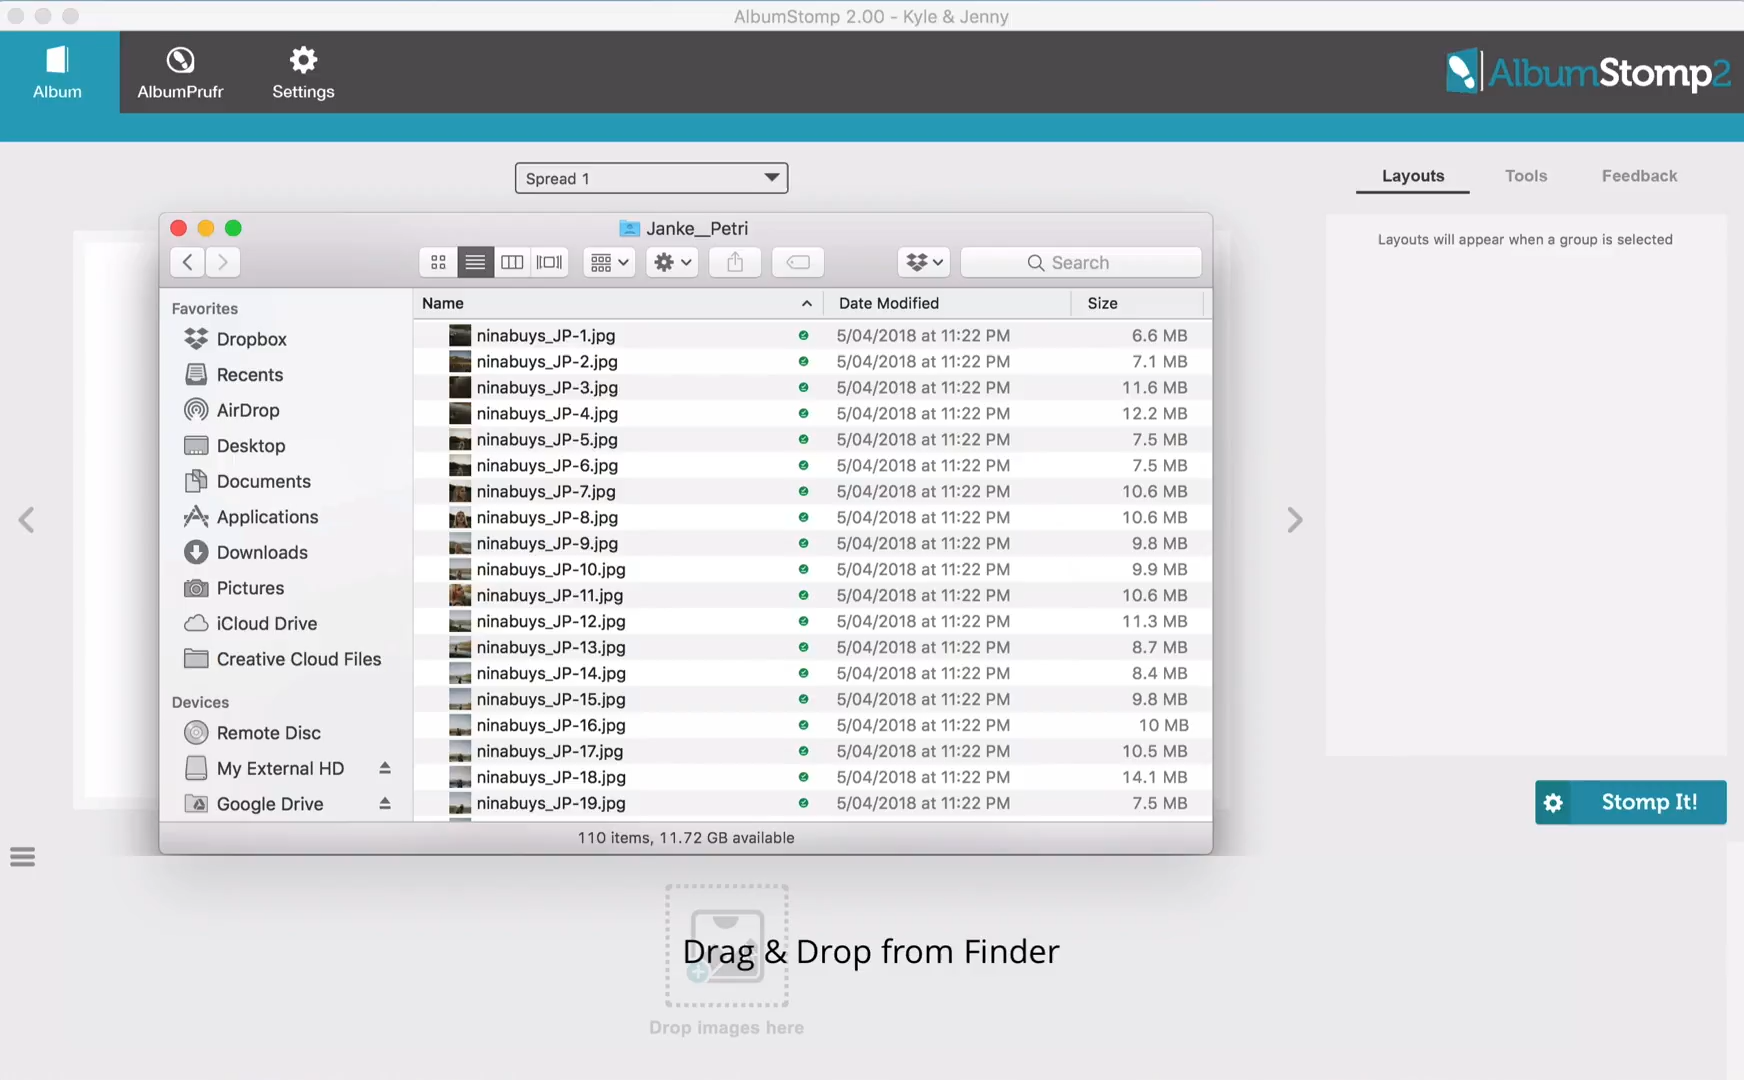 AlbumStomp 2.00 - Kyle & Jenny
Album
AlbumPrufr
Settings
AlbumStomp2
Spread 1
Layouts
Tools
Feedback
Layouts will appear when a group is selected
Janke__Petri
Search
Favorites
Dropbox
Recents
AirDrop
Desktop
Documents
Applications
Downloads
Pictures
iCloud Drive
Creative Cloud Files
Devices
Remote Disc
My External HD
Google Drive
Name Date Modified Size
ninabuys_JP-1.jpg 5/04/2018 at 11:22 PM 6.6 MB
ninabuys_JP-2.jpg 5/04/2018 at 11:22 PM 7.1 MB
ninabuys_JP-3.jpg 5/04/2018 at 11:22 PM 11.6 MB
ninabuys_JP-4.jpg 5/04/2018 at 11:22 PM 12.2 MB
ninabuys_JP-5.jpg 5/04/2018 at 11:22 PM 7.5 MB
ninabuys_JP-6.jpg 5/04/2018 at 11:22 PM 7.5 MB
ninabuys_JP-7.jpg 5/04/2018 at 11:22 PM 10.6 MB
ninabuys_JP-8.jpg 5/04/2018 at 11:22 PM 10.6 MB
ninabuys_JP-9.jpg 5/04/2018 at 11:22 PM 9.8 MB
ninabuys_JP-10.jpg 5/04/2018 at 11:22 PM 9.9 MB
ninabuys_JP-11.jpg 5/04/2018 at 11:22 PM 10.6 MB
ninabuys_JP-12.jpg 5/04/2018 at 11:22 PM 11.3 MB
ninabuys_JP-13.jpg 5/04/2018 at 11:22 PM 8.7 MB
ninabuys_JP-14.jpg 5/04/2018 at 11:22 PM 8.4 MB
ninabuys_JP-15.jpg 5/04/2018 at 11:22 PM 9.8 MB
ninabuys_JP-16.jpg 5/04/2018 at 11:22 PM 10 MB
ninabuys_JP-17.jpg 5/04/2018 at 11:22 PM 10.5 MB
ninabuys_JP-18.jpg 5/04/2018 at 11:22 PM 14.1 MB
ninabuys_JP-19.jpg 5/04/2018 at 11:22 PM 7.5 MB
110 items, 11.72 GB available
Stomp It!
Drag & Drop from Finder
Drop images here